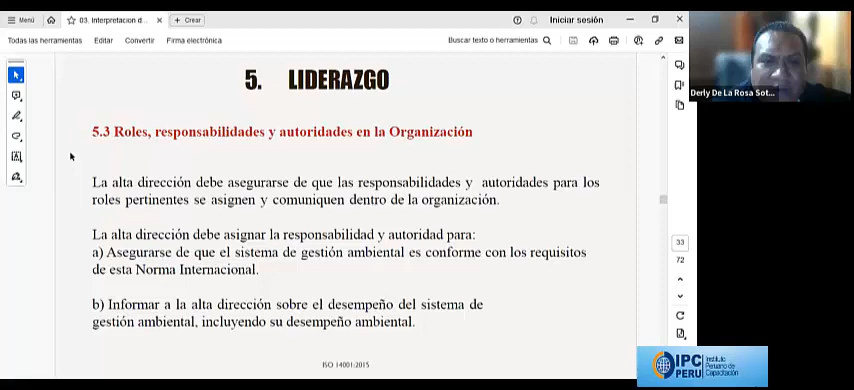 Menú
03. Interpretacion d...
+ Crear
Iniciar sesión
Todas las herramientas
Editar
Convertir
Firma electrónica
Buscar texto o herramientas
5. LIDERAZGO
Derly De La Rosa Sot...
5.3 Roles, responsabilidades y autoridades en la Organización
La alta dirección debe asegurarse de que las responsabilidades y autoridades para los
roles pertinentes se asignen y comuniquen dentro de la organización.
La alta dirección debe asignar la responsabilidad y autoridad para:
a) Asegurarse de que el sistema de gestión ambiental es conforme con los requisitos
de esta Norma Internacional.
33
72
b) Informar a la alta dirección sobre el desempeño del sistema de
gestión ambiental, incluyendo su desempeño ambiental.
ISO 14001:2015
IPC
PERU
Instituto
Peruano de
Capacitación